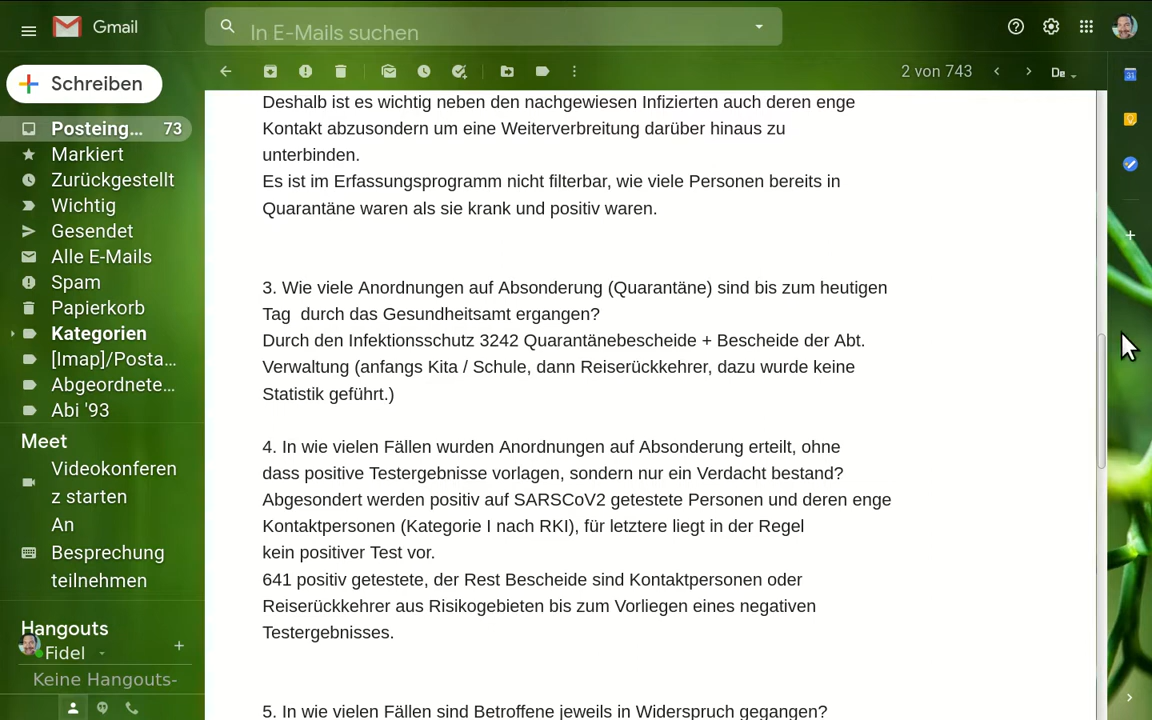 Gmail
In E-Mails suchen
Schreiben
2 von 743
De
Posteing... 73
Markiert
Zurückgestellt
Wichtig
Gesendet
Alle E-Mails
Spam
Papierkorb
Kategorien
[Imap]/Posta...
Abgeordnete...
Abi '93
Meet
Videokonferen
z starten
An
Besprechung
teilnehmen
Hangouts
Fidel
Keine Hangouts-
Deshalb ist es wichtig neben den nachgewiesen Infizierten auch deren enge
Kontakt abzusondern um eine Weiterverbreitung darüber hinaus zu
unterbinden.
Es ist im Erfassungsprogramm nicht filterbar, wie viele Personen bereits in
Quarantäne waren als sie krank und positiv waren.
3. Wie viele Anordnungen auf Absonderung (Quarantäne) sind bis zum heutigen
Tag  durch das Gesundheitsamt ergangen?
Durch den Infektionsschutz 3242 Quarantänebescheide + Bescheide der Abt.
Verwaltung (anfangs Kita / Schule, dann Reiserückkehrer, dazu wurde keine
Statistik geführt.)
4. In wie vielen Fällen wurden Anordnungen auf Absonderung erteilt, ohne
dass positive Testergebnisse vorlagen, sondern nur ein Verdacht bestand?
Abgesondert werden positiv auf SARSCoV2 getestete Personen und deren enge
Kontaktpersonen (Kategorie I nach RKI), für letztere liegt in der Regel
kein positiver Test vor.
641 positiv getestete, der Rest Bescheide sind Kontaktpersonen oder
Reiserückkehrer aus Risikogebieten bis zum Vorliegen eines negativen
Testergebnisses.
5. In wie vielen Fällen sind Betroffene jeweils in Widerspruch gegangen?
31